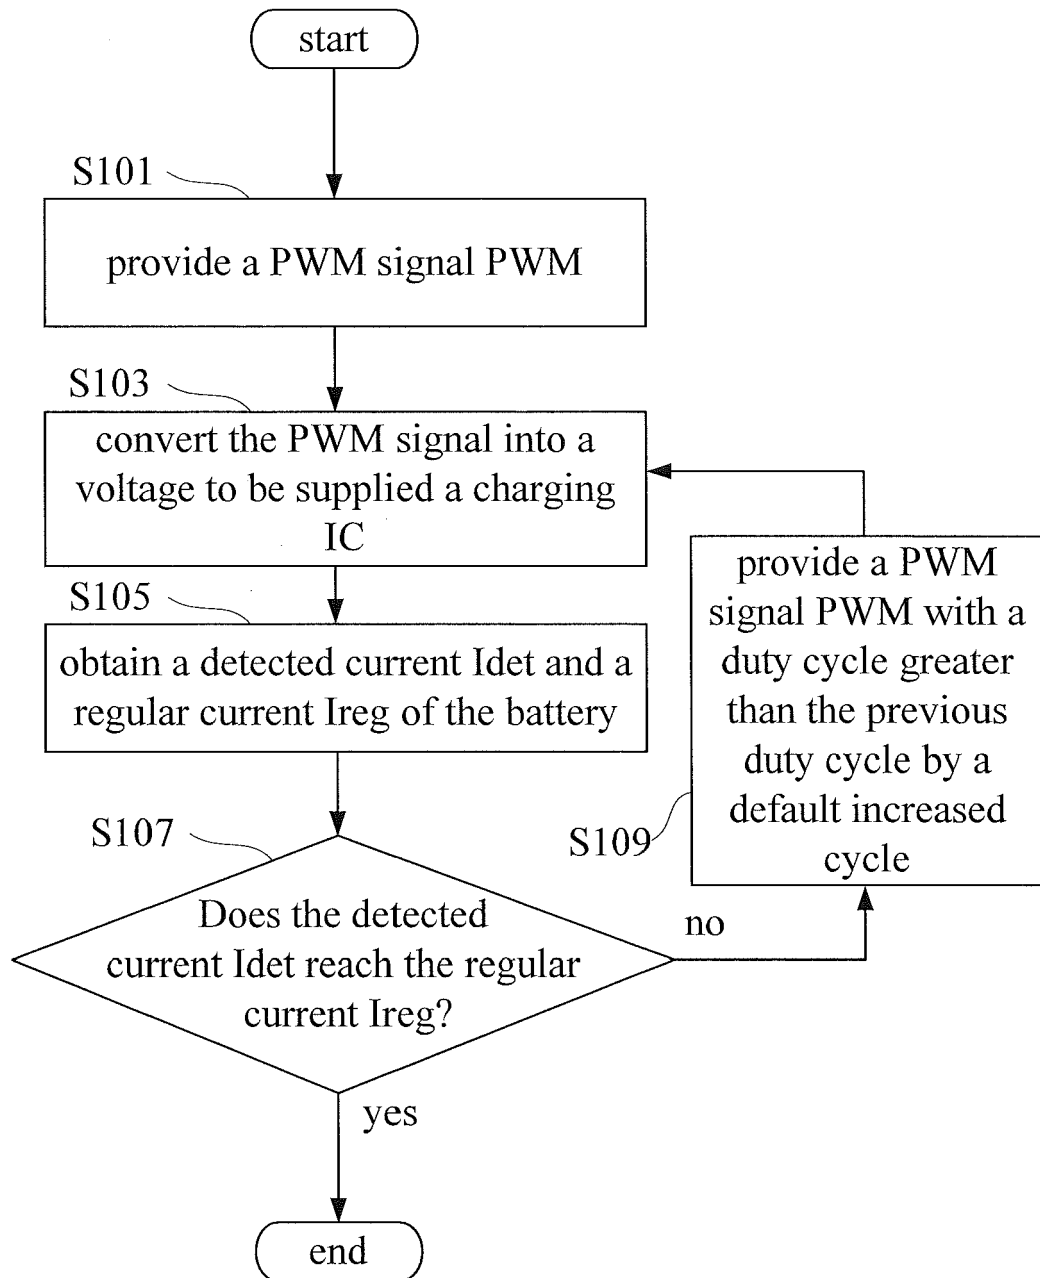 start
S101
provide a PWM signal PWM
S103
convert the PWM signal into a
voltage to be supplied a charging
IC
S105
obtain a detected current Idet and a
regular current Ireg of the battery
S107
Does the detected
current Idet reach the regular
current Ireg?
no
S109
provide a PWM
signal PWM with a
duty cycle greater
than the previous
duty cycle by a
default increased
cycle
yes
end